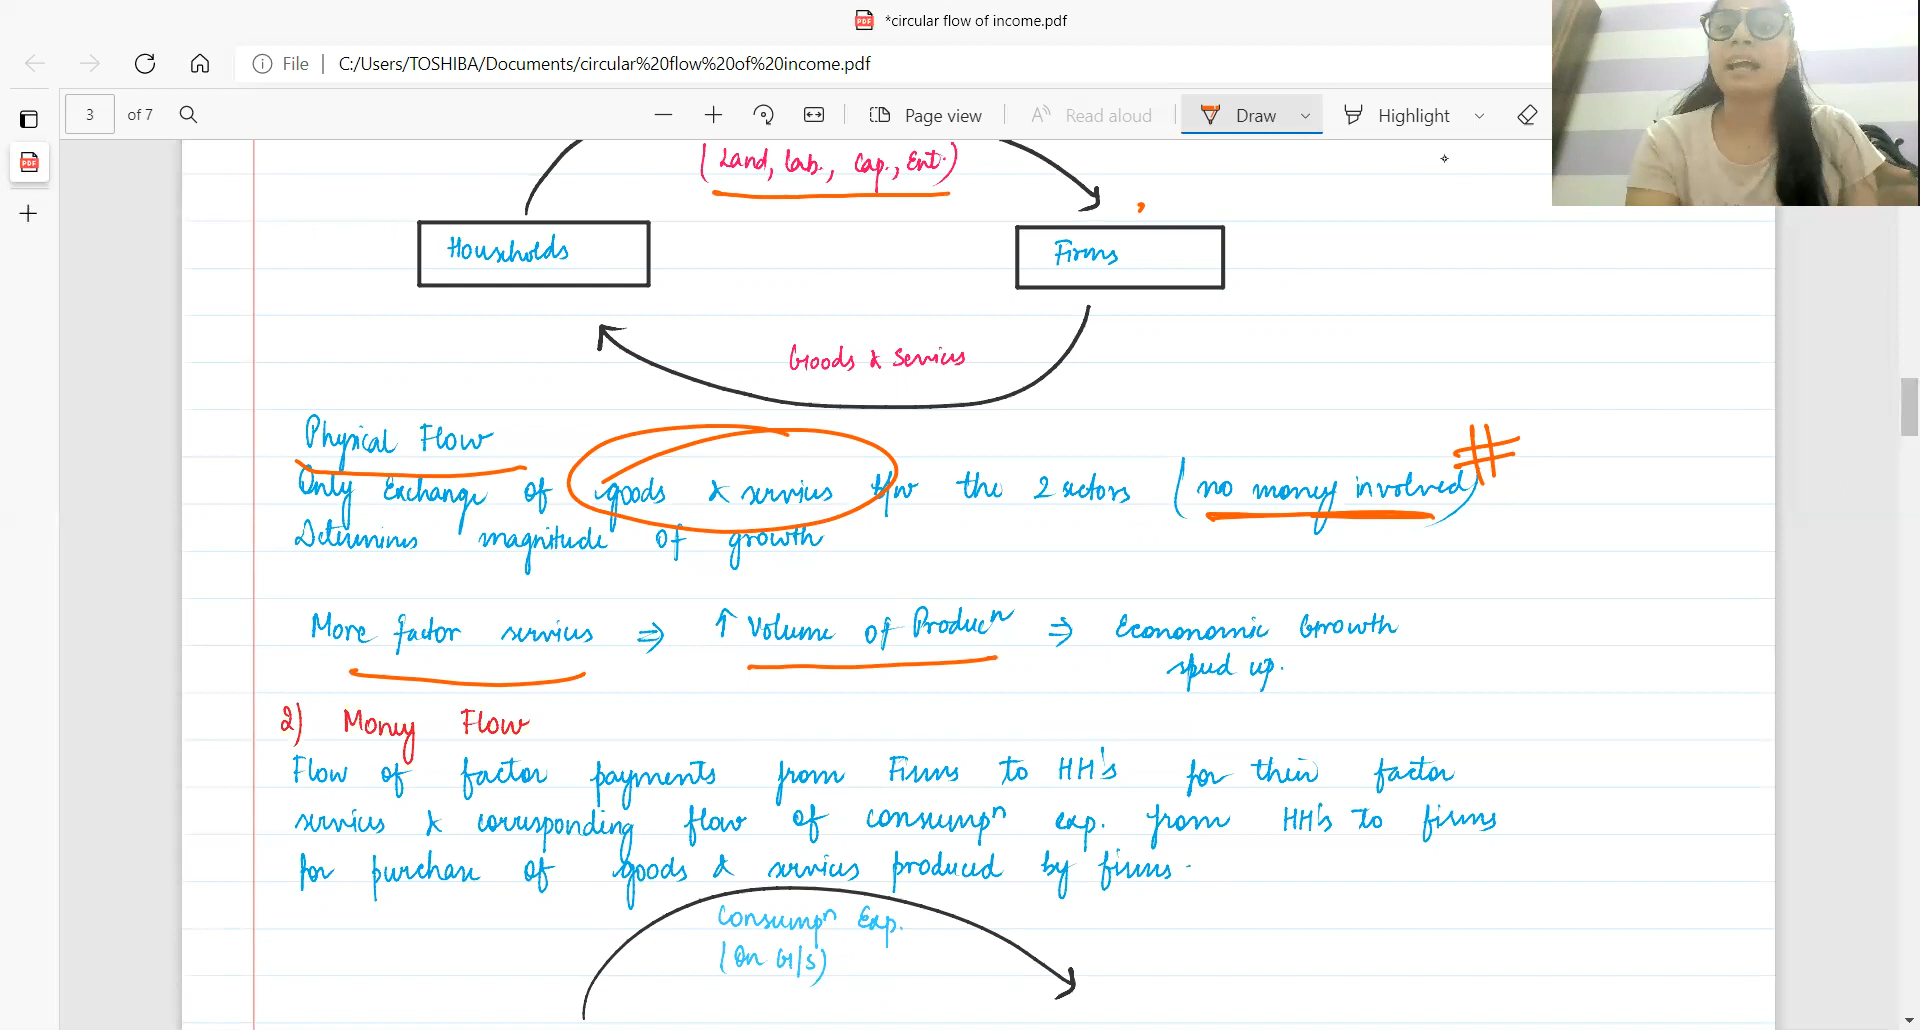 *circular flow of income.pdf
File | C:/Users/TOSHIBA/Documents/circular%20flow%20of%20income.pdf
3 of 7
Page view
Read aloud
Draw
Highlight
(Land, Lab., Cap., Ent.)
Households
Firms
Goods & Services
Physical Flow
Only Exchange of goods & services b/w the 2 sectors (no money involved) #
Determines magnitude of growth
More factor services ⇒ ↑ Volume of Producⁿ ⇒ Econonomic Growth
speed up.
2) Money Flow
Flow of factor payments from Firms to HH's for their factor
services & corresponding flow of consumpⁿ exp. from HH's to firms
for purchase of goods & services produced by firms.
Consumpⁿ Exp.
(On G/S)